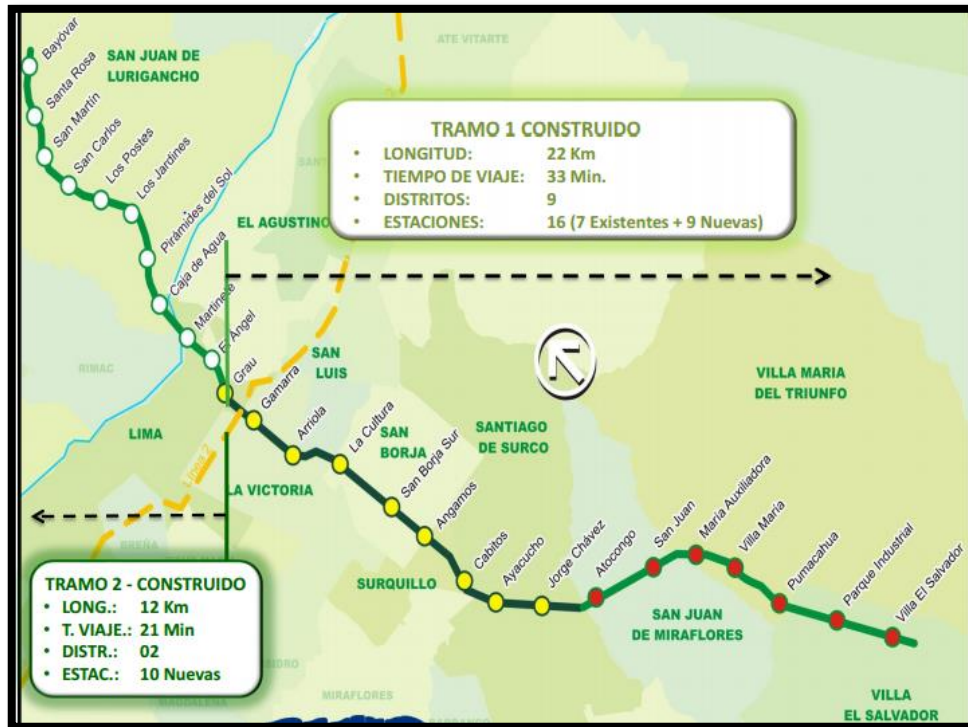 ATE VITARTE
SAN JUAN DE
LURIGANCHO
Bayóvar
Santa Rosa
San Martín
San Carlos
Los Postes
Los Jardines
Pirámides del Sol
Caja de Agua
Martinete
El Ángel
Grau
Gamarra
Arriola
La Cultura
San Borja Sur
Angamos
Cabitos
Ayacucho
Jorge Chávez
Atocongo
San Juan
María Auxiliadora
Villa María
Pumacahua
Parque Industrial
Villa El Salvador
TRAMO 1 CONSTRUIDO
• LONGITUD: 22 Km
• TIEMPO DE VIAJE: 33 Min.
• DISTRITOS: 9
• ESTACIONES: 16 (7 Existentes + 9 Nuevas)
EL AGUSTINO
SAN
LUIS
RIMAC
LIMA
Línea 2
LA VICTORIA
SAN
BORJA
SANTIAGO
DE SURCO
VILLA MARIA
DEL TRIUNFO
BREÑA
SURQUILLO
SAN JUAN
DE MIRAFLORES
TRAMO 2 - CONSTRUIDO
• LONG.: 12 Km
• T. VIAJE.: 21 Min
• DISTR.: 02
• ESTAC.: 10 Nuevas
MAGDALENA
MIRAFLORES
BARRANCO
VILLA
EL SALVADOR